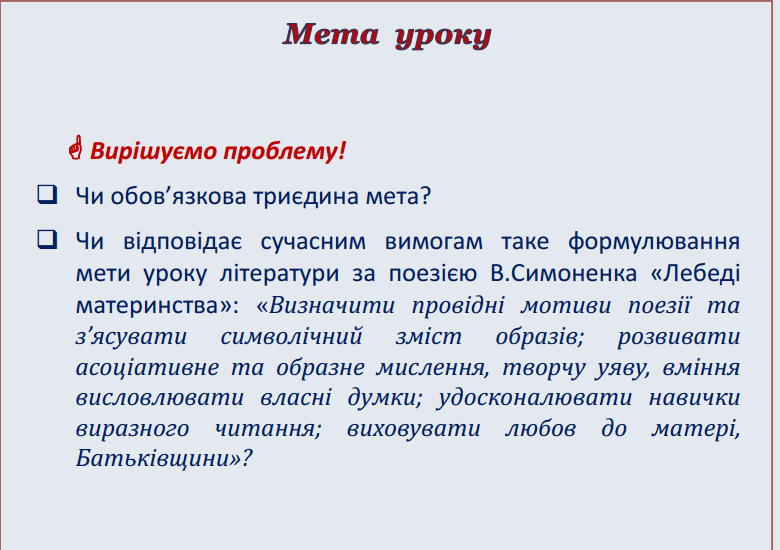 Мета уроку
Вирішуємо проблему!
Чи обов’язкова триєдина мета?
Чи відповідає сучасним вимогам таке формулювання
мети уроку літератури за поезією В.Симоненка «Лебеді
материнства»: «Визначити провідні мотиви поезії та
з’ясувати символічний зміст образів; розвивати
асоціативне та образне мислення, творчу уяву, вміння
висловлювати власні думки; удосконалювати навички
виразного читання; виховувати любов до матері,
Батьківщини»?